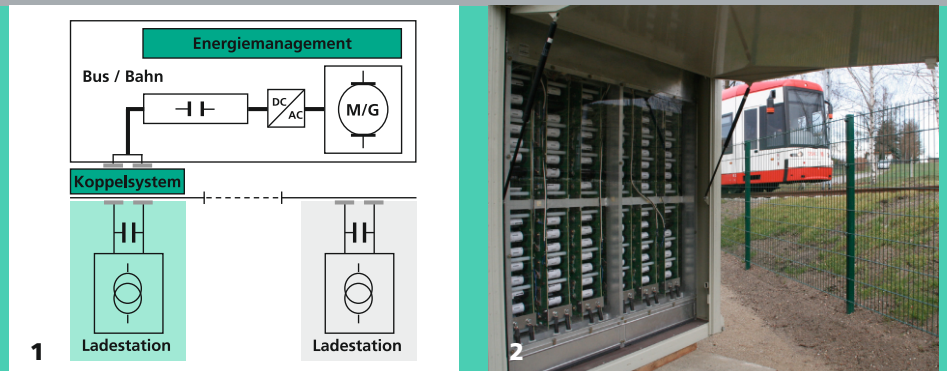 Energiemanagement
Bus / Bahn
DC
AC
M/G
Koppelsystem
Ladestation
Ladestation
1
2